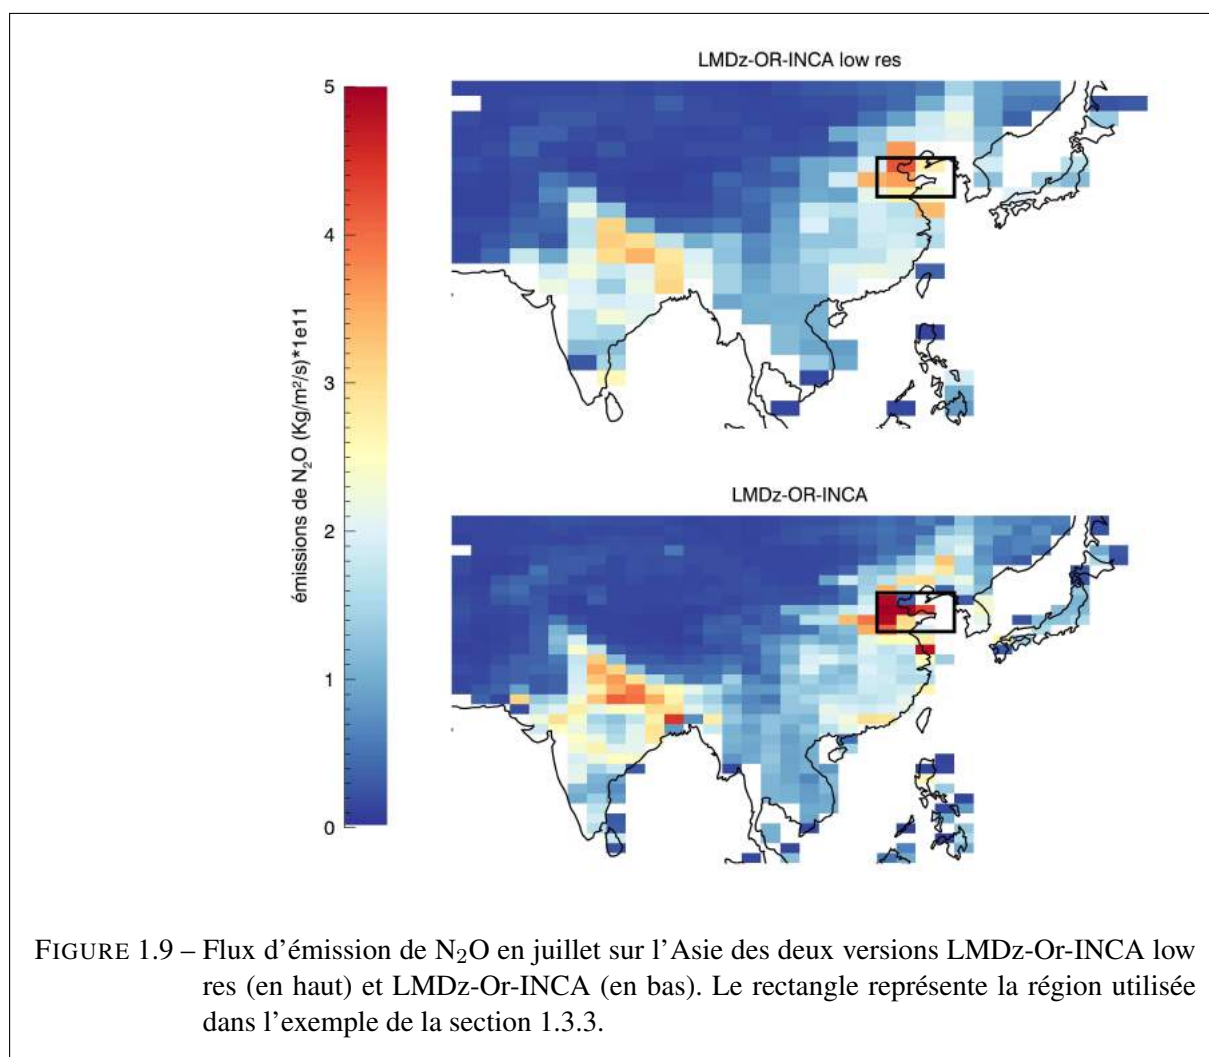 LMDz-OR-INCA low res
5
4
3
2
1
0
émissions de N₂O (Kg/m²/s)*1e11
LMDz-OR-INCA
FIGURE 1.9 – Flux d'émission de N₂O en juillet sur l'Asie des deux versions LMDz-Or-INCA low
res (en haut) et LMDz-Or-INCA (en bas). Le rectangle représente la région utilisée
dans l'exemple de la section 1.3.3.